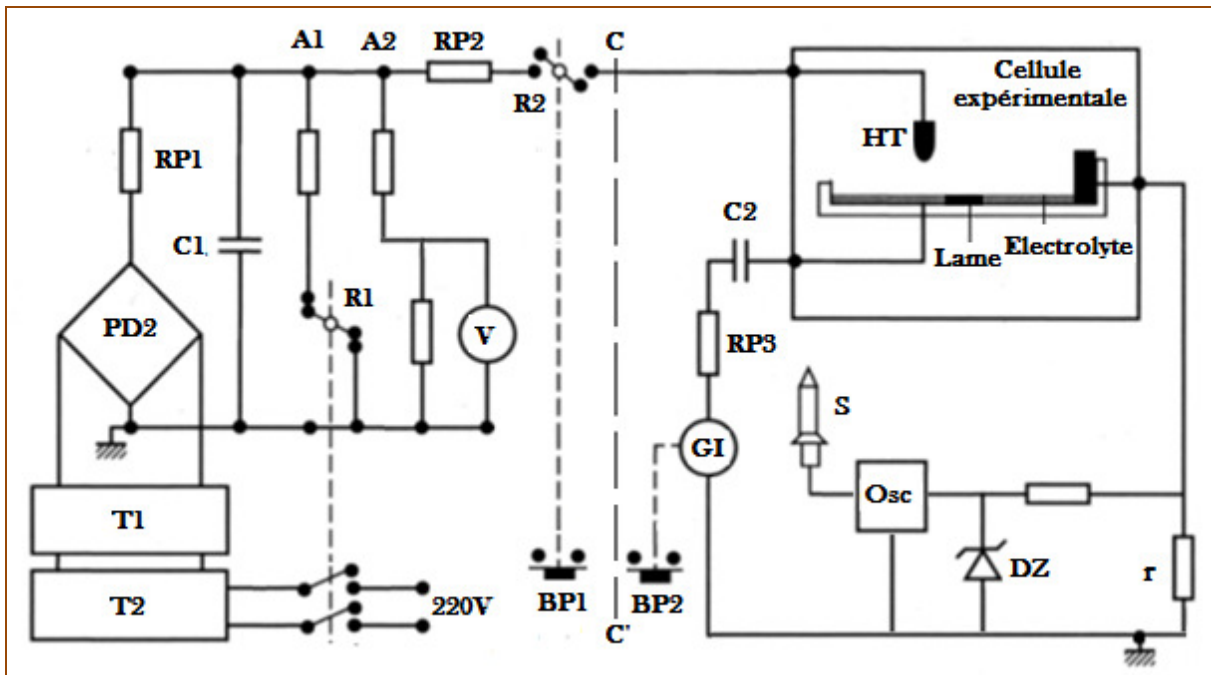 A1
A2
RP2
C
R2
Cellule
expérimentale
HT
RP1
C1
C2
Lame
Electrolyte
R1
PD2
V
RP3
S
GI
Osc
T1
DZ
r
T2
220V
BP1
BP2
C'